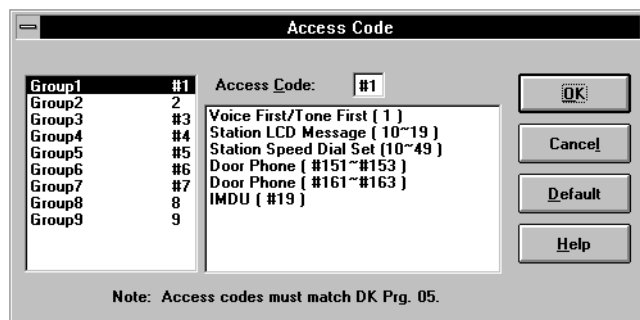 Access Code
Group1 #1
Group2 2
Group3 #3
Group4 #4
Group5 #5
Group6 #6
Group7 #7
Group8 8
Group9 9
Access Code: #1
Voice First/Tone First ( 1 )
Station LCD Message ( 10~19 )
Station Speed Dial Set (10~49 )
Door Phone ( #151~#153 )
Door Phone ( #161~#163 )
IMDU ( #19 )
OK
Cancel
Default
Help
Note: Access codes must match DK Prg. 05.